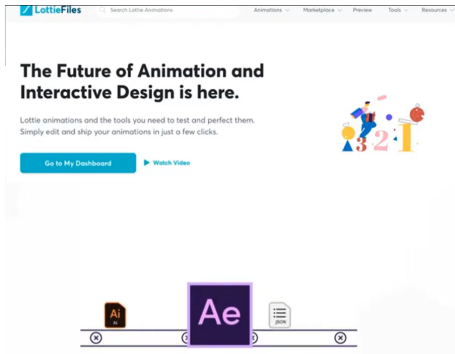 LottieFiles
Search Lottie Animations
Animations
Marketplace
Preview
Tools
Resources
The Future of Animation and
Interactive Design is here.
Lottie animations and the tools you need to test and perfect them.
Simply edit and ship your animations in just a few clicks.
Go to My Dashboard
Watch Video
3 2 1
Ai
AI
Ae
JSON